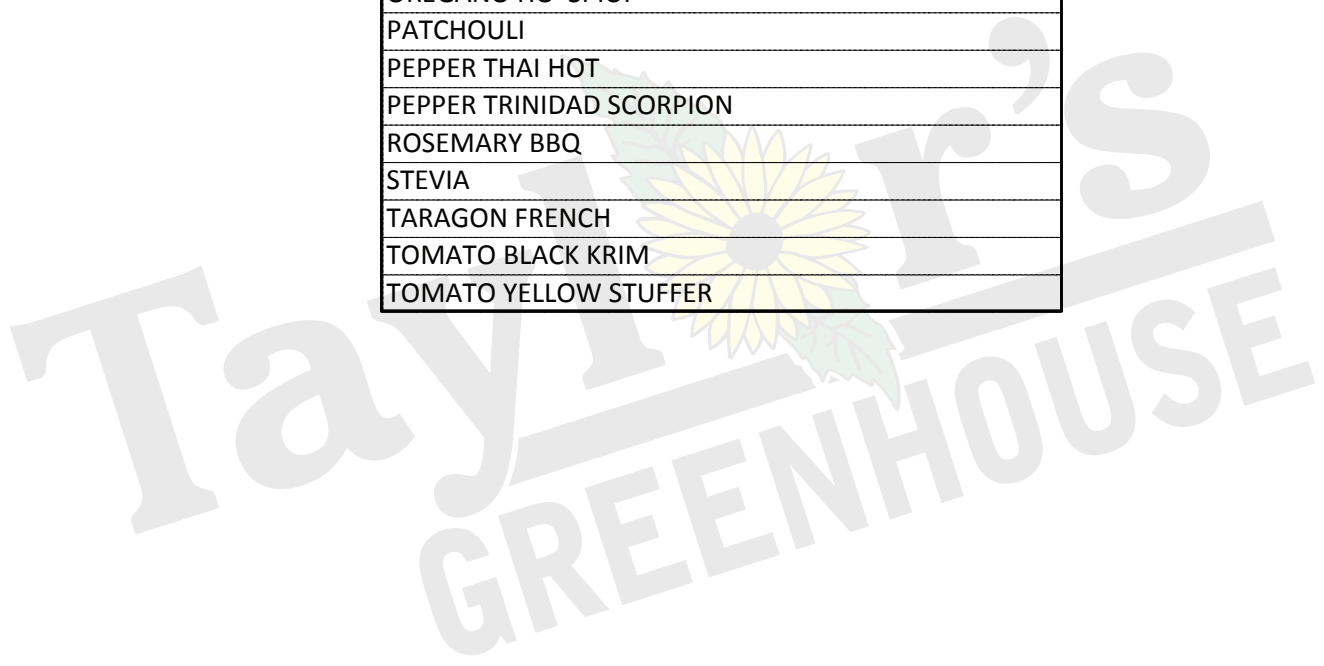 PATCHOULI
PEPPER THAI HOT
PEPPER TRINIDAD SCORPION
ROSEMARY BBQ
STEVIA
TARAGON FRENCH
TOMATO BLACK KRIM
TOMATO YELLOW STUFFER
Taylor's
GREENHOUSE